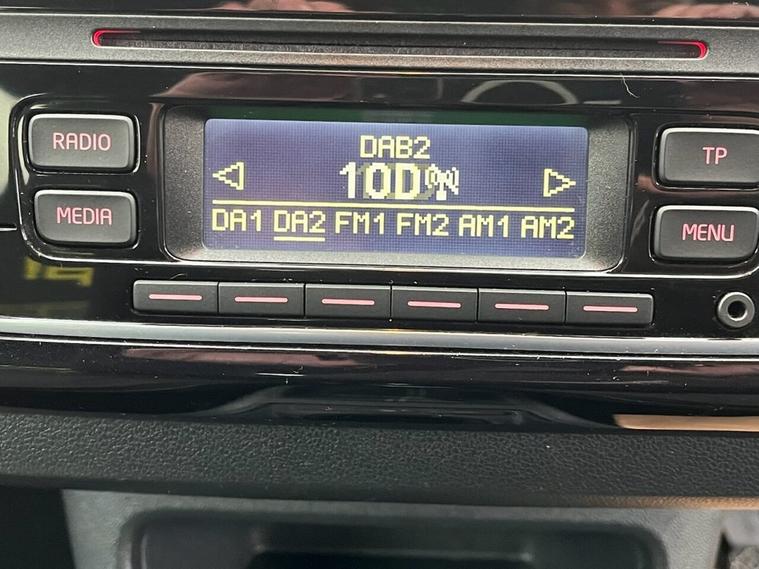 RADIO
MEDIA
DAB2
10D
DA1 DA2 FM1 FM2 AM1 AM2
TP
MENU